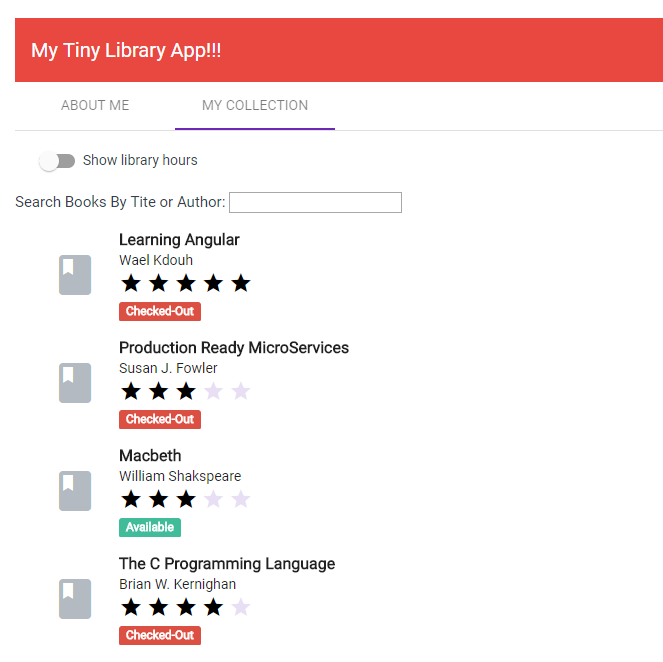 My Tiny Library App!!!
ABOUT ME MY COLLECTION
Show library hours
Search Books By Tite or Author:
Learning Angular
Wael Kdouh
Checked-Out
Production Ready MicroServices
Susan J. Fowler
Checked-Out
Macbeth
William Shakspeare
Available
The C Programming Language
Brian W. Kernighan
Checked-Out